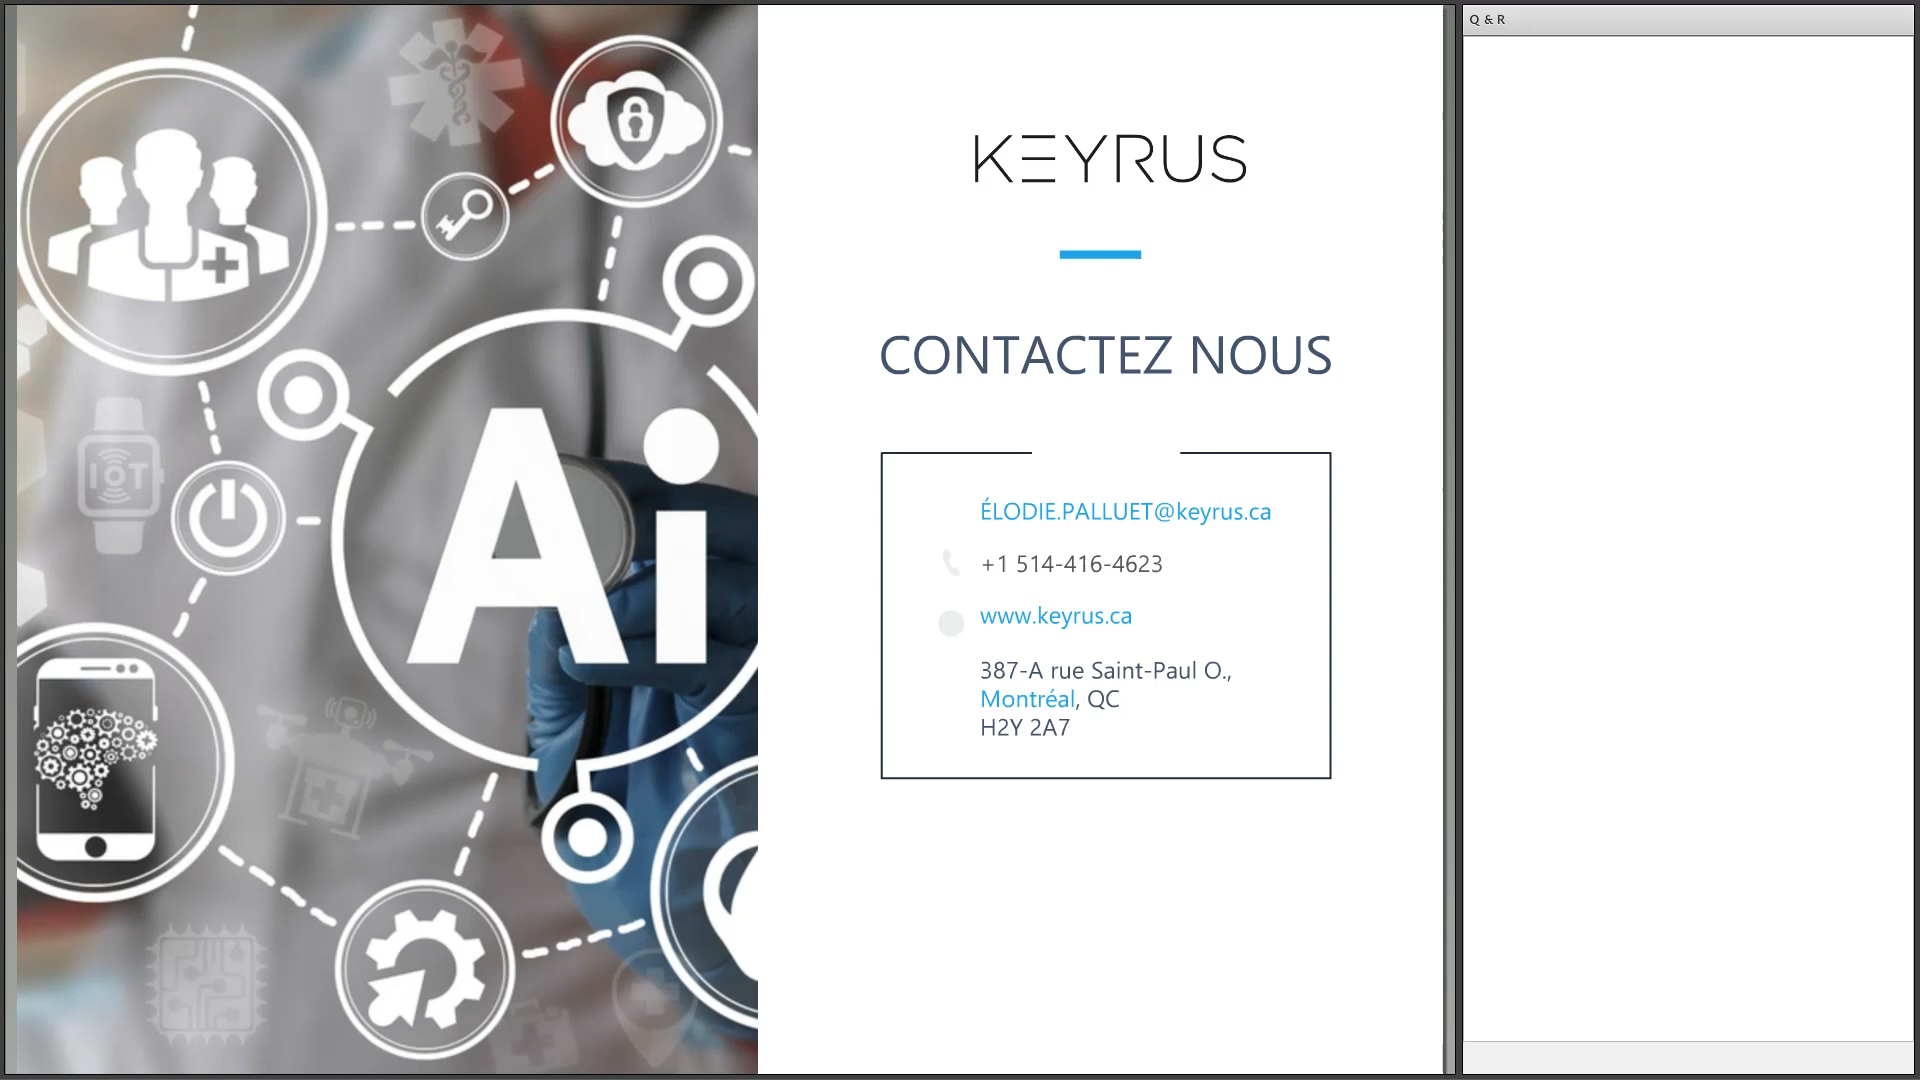 Q & R
KEYRUS
CONTACTEZ NOUS
ÉLODIE.PALLUET@keyrus.ca
+1 514-416-4623
www.keyrus.ca
387-A rue Saint-Paul O.,
Montréal, QC
H2Y 2A7
IoT
Ai